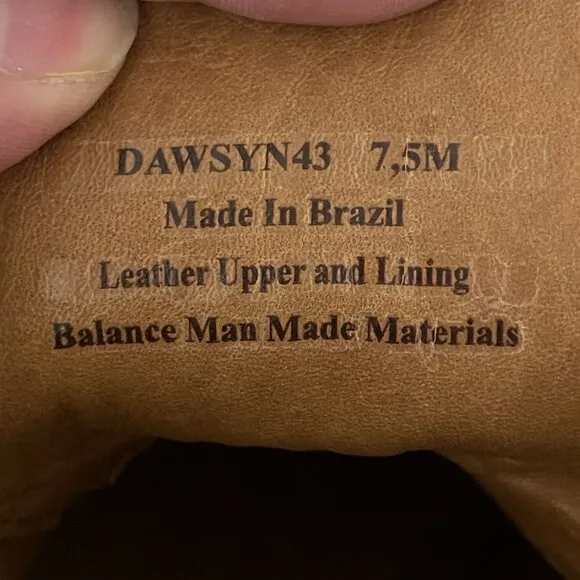 DAWSYN43 7,5M
Made In Brazil
Leather Upper and Lining
Balance Man Made Materials